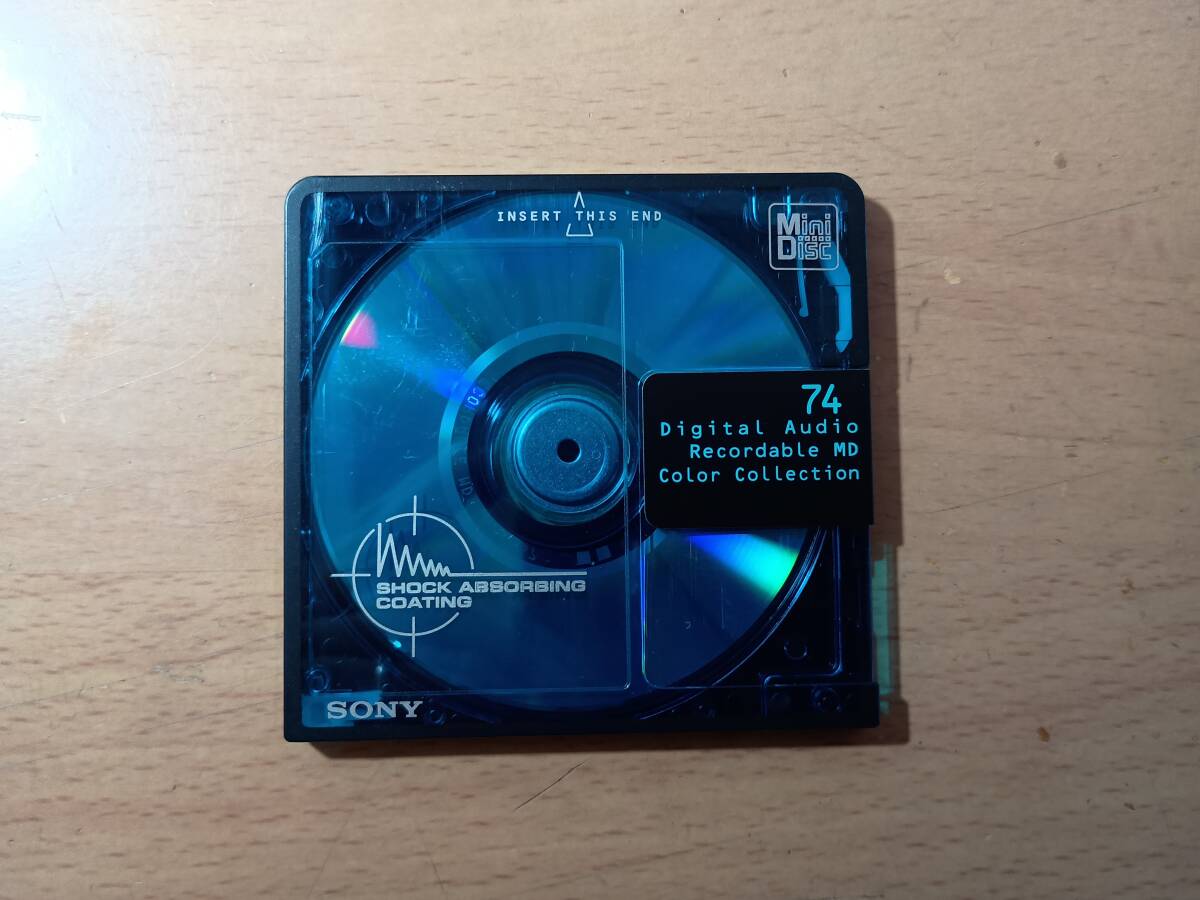 INSERT THIS END
Mini
Disc
74
Digital Audio
Recordable MD
Color Collection
SHOCK ABSORBING
COATING
SONY